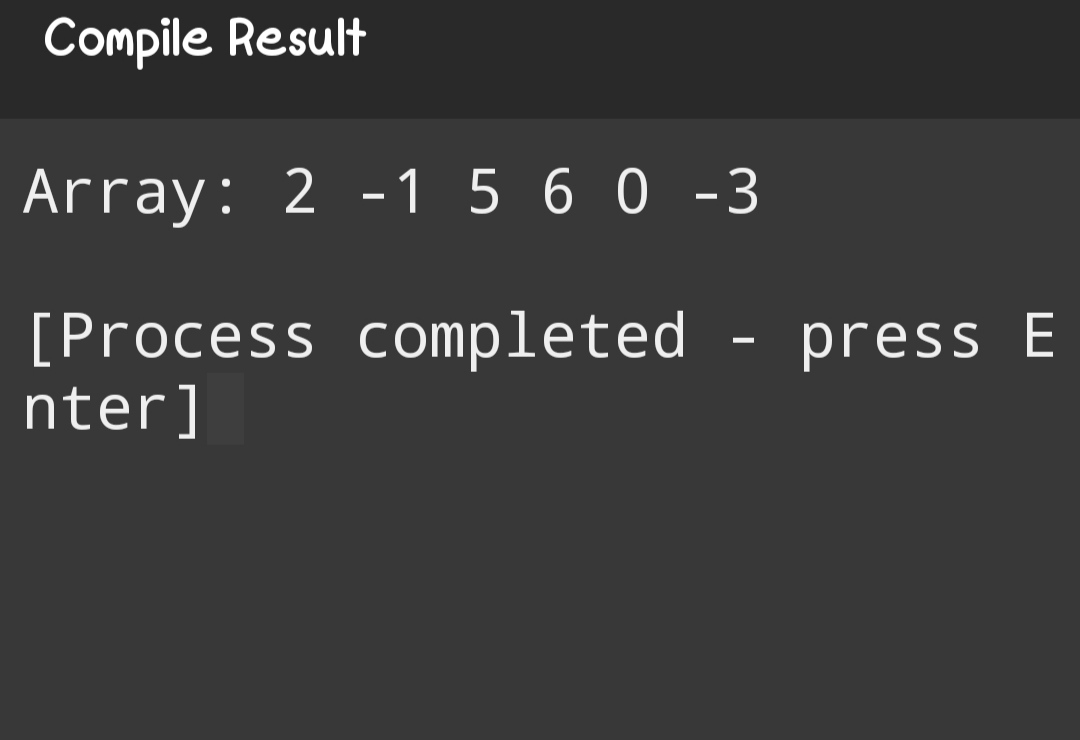 Compile Result
Array: 2 -1 5 6 0 -3
[Process completed - press E
nter]